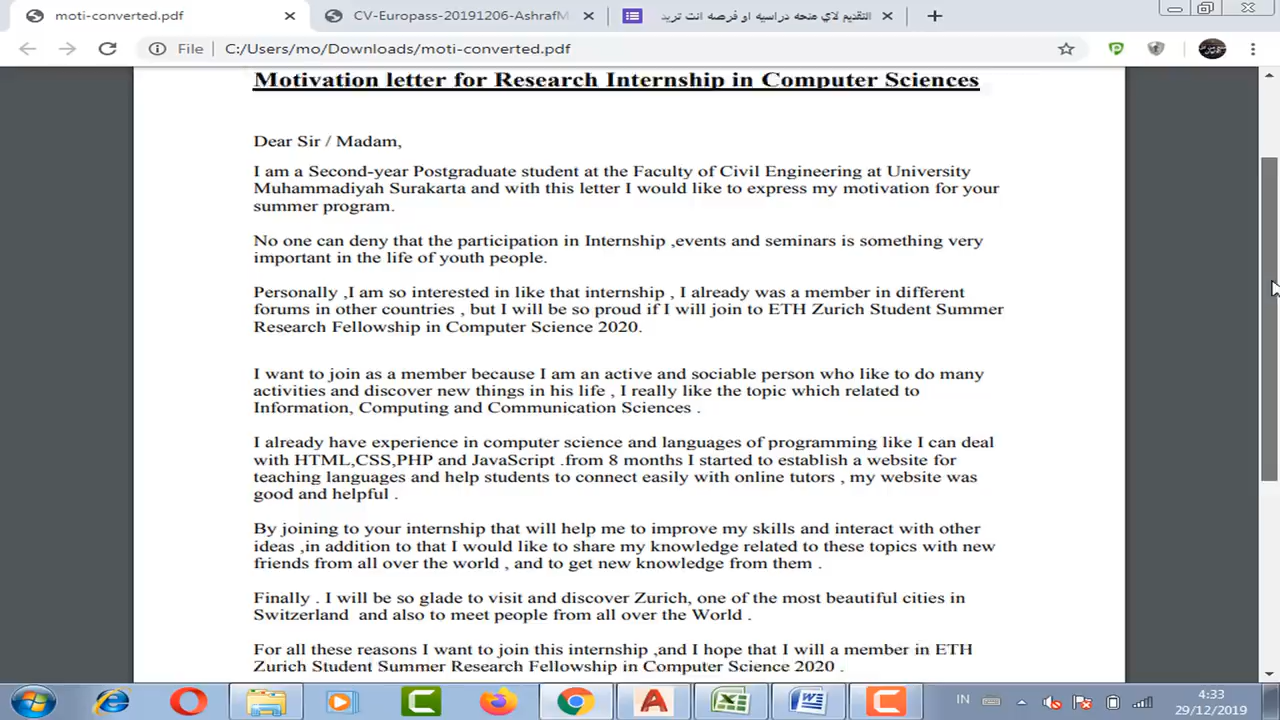 moti-converted.pdf
CV-Europass-20191206-AshrafM
التقديم لاي منحه دراسيه او فرصه انت تريد
File
C:/Users/mo/Downloads/moti-converted.pdf
Motivation letter for Research Internship in Computer Sciences
Dear Sir / Madam,
I am a Second-year Postgraduate student at the Faculty of Civil Engineering at University
Muhammadiyah Surakarta and with this letter I would like to express my motivation for your
summer program.
No one can deny that the participation in Internship ,events and seminars is something very
important in the life of youth people.
Personally ,I am so interested in like that internship , I already was a member in different
forums in other countries , but I will be so proud if I will join to ETH Zurich Student Summer
Research Fellowship in Computer Science 2020.
I want to join as a member because I am an active and sociable person who like to do many
activities and discover new things in his life , I really like the topic which related to
Information, Computing and Communication Sciences .
I already have experience in computer science and languages of programming like I can deal
with HTML,CSS,PHP and JavaScript .from 8 months I started to establish a website for
teaching languages and help students to connect easily with online tutors , my website was
good and helpful .
By joining to your internship that will help me to improve my skills and interact with other
ideas ,in addition to that I would like to share my knowledge related to these topics with new
friends from all over the world , and to get new knowledge from them .
Finally . I will be so glade to visit and discover Zurich, one of the most beautiful cities in
Switzerland  and also to meet people from all over the World .
For all these reasons I want to join this internship ,and I hope that I will a member in ETH
Zurich Student Summer Research Fellowship in Computer Science 2020 .
IN
4:33
29/12/2019